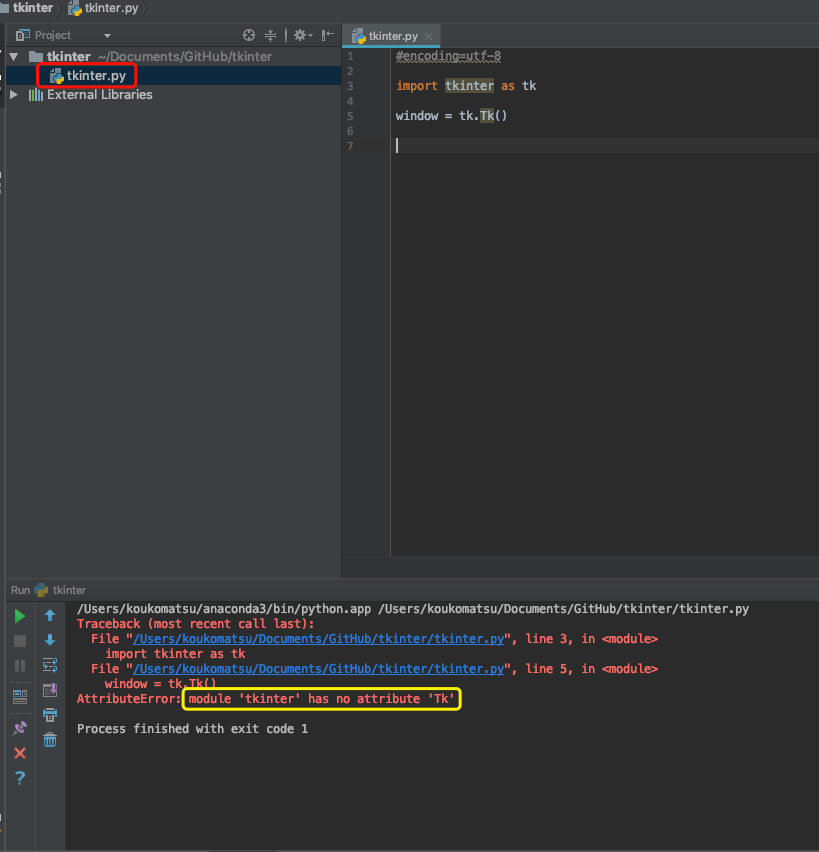 tkinter tkinter.py
Project
tkinter.py
tkinter ~/Documents/GitHub/tkinter
tkinter.py
External Libraries
1 #encoding=utf-8
2
3 import tkinter as tk
4
5 window = tk.Tk()
6
7
Run tkinter
/Users/koukomatsu/anaconda3/bin/python.app /Users/koukomatsu/Documents/GitHub/tkinter/tkinter.py
Traceback (most recent call last):
File "/Users/koukomatsu/Documents/GitHub/tkinter/tkinter.py", line 3, in <module>
import tkinter as tk
File "/Users/koukomatsu/Documents/GitHub/tkinter/tkinter.py", line 5, in <module>
window = tk.Tk()
AttributeError: module 'tkinter' has no attribute 'Tk'
Process finished with exit code 1